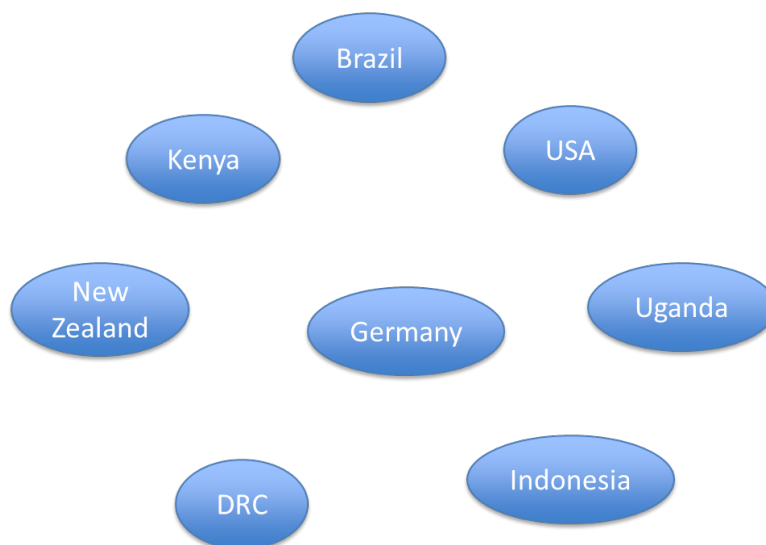 Brazil
Kenya
USA
New
Zealand
Germany
Uganda
DRC
Indonesia